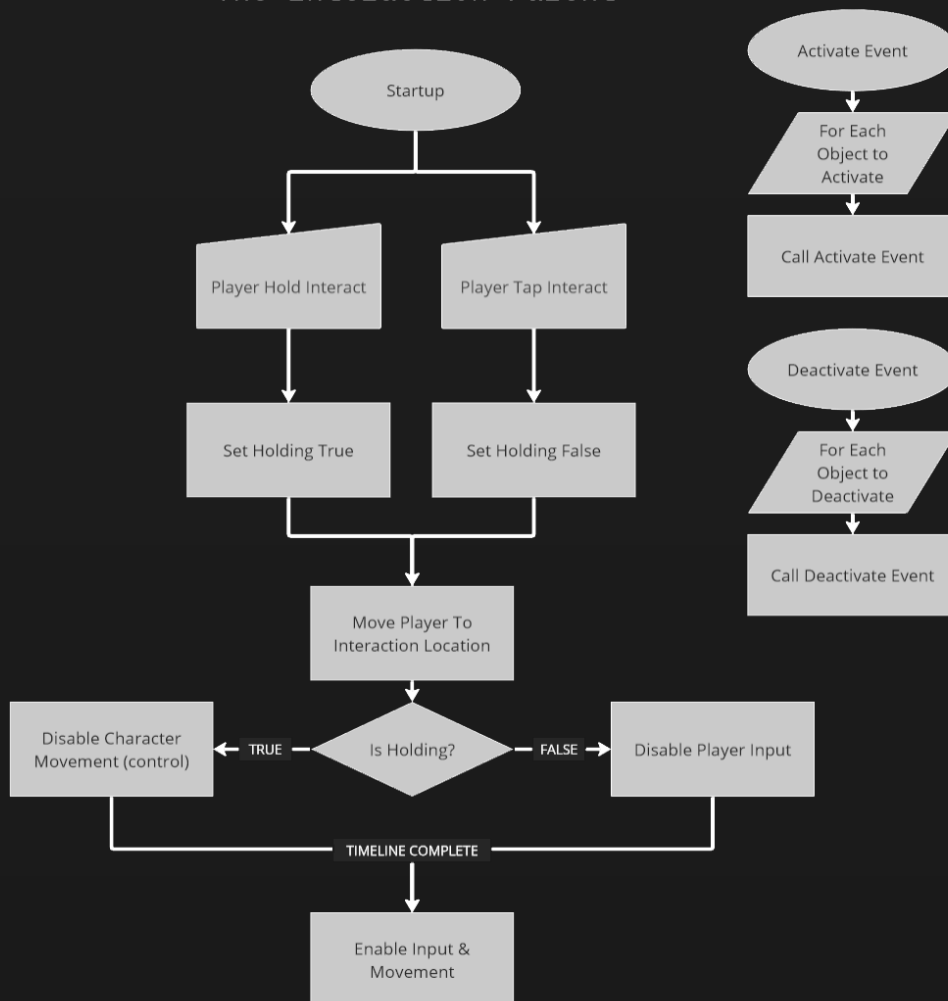 Startup
Player Hold Interact
Player Tap Interact
Set Holding True
Set Holding False
Move Player To
Interaction Location
Is Holding?
TRUE
FALSE
Disable Character
Movement (control)
Disable Player Input
TIMELINE COMPLETE
Enable Input &
Movement
Activate Event
For Each
Object to
Activate
Call Activate Event
Deactivate Event
For Each
Object to
Deactivate
Call Deactivate Event